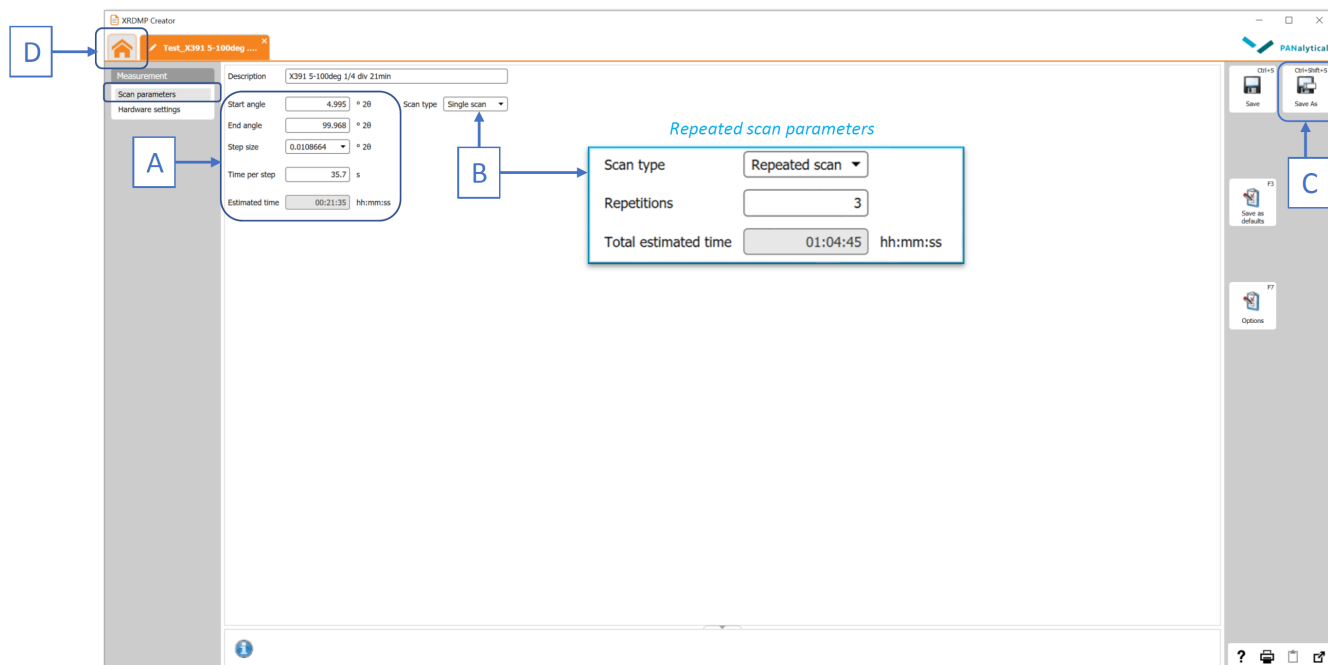 XRDMP Creator
Test_X391 5-100deg .... ×
PANalytical
D
Measurement
Scan parameters
Hardware settings
Description X391 5-100deg 1/4 div 21min
Start angle 4.995 ° 2θ Scan type Single scan
End angle 99.968 ° 2θ
Step size 0.0108664 ° 2θ
Time per step 35.7 s
Estimated time 00:21:35 hh:mm:ss
A
B
Repeated scan parameters
Scan type Repeated scan
Repetitions 3
Total estimated time 01:04:45 hh:mm:ss
Ctrl+S Ctrl+Shift+S
Save Save As
C
F3
Save as
defaults
F7
Options
?